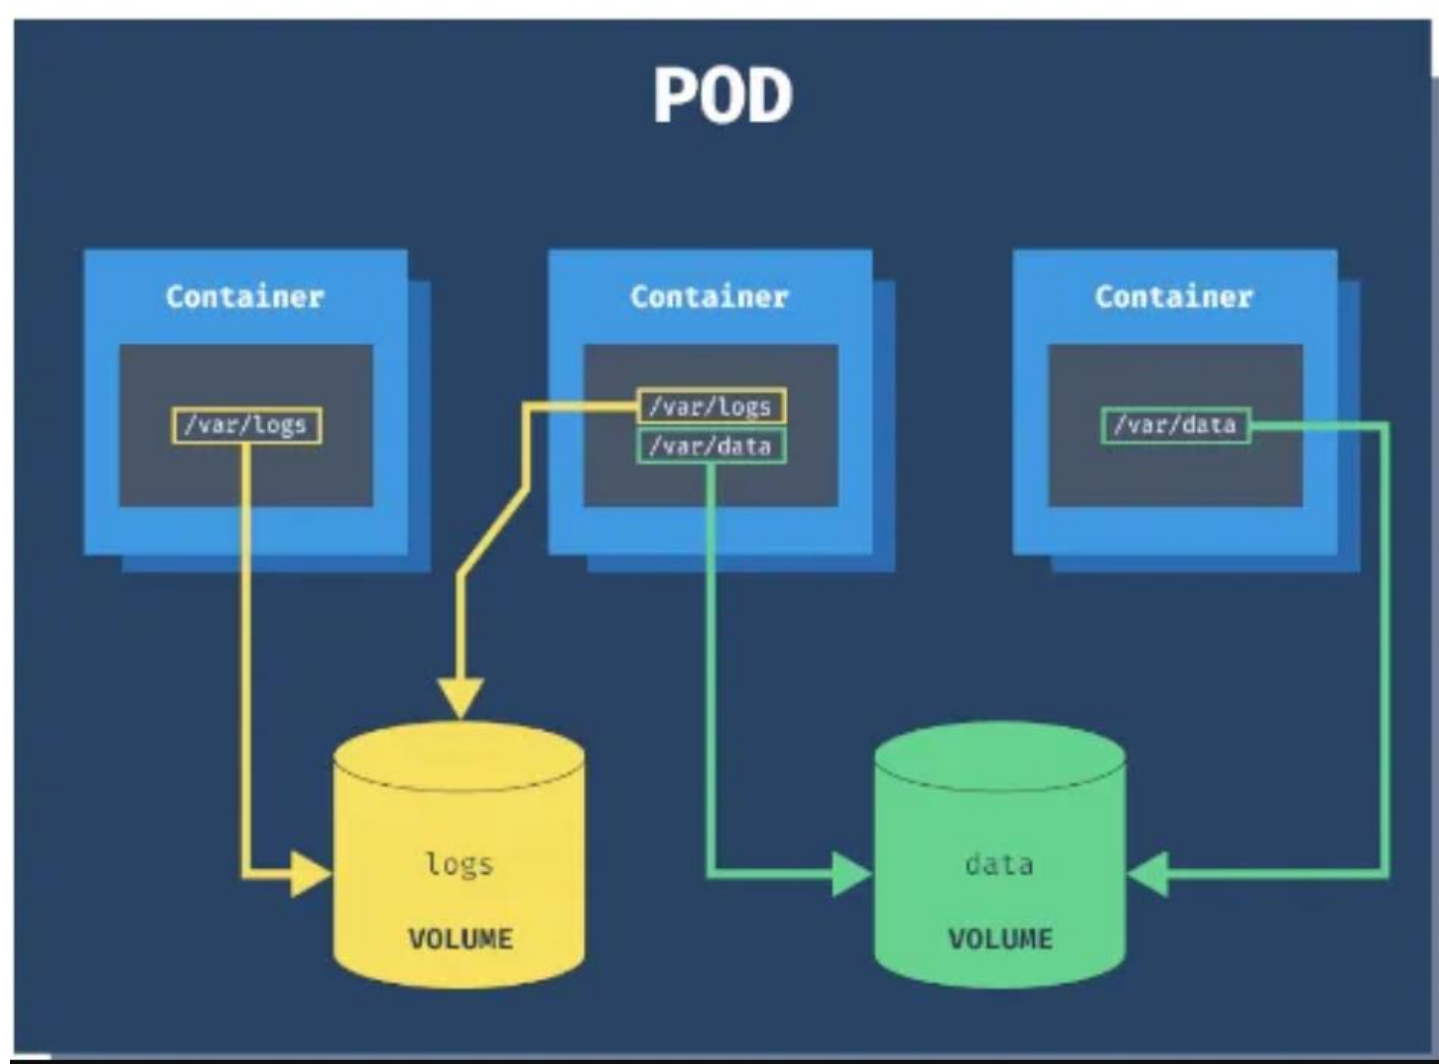 POD
Container
/var/logs
Container
/var/logs
/var/data
Container
/var/data
logs
VOLUME
data
VOLUME